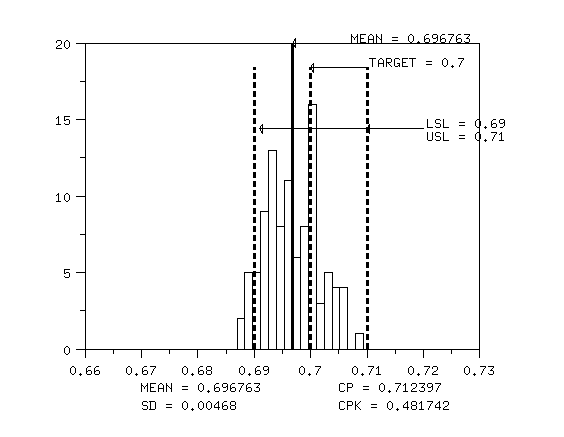 MEAN = 0.696763
TARGET = 0.7
LSL = 0.69
USL = 0.71
20
15
10
5
0
0.66 0.67 0.68 0.69 0.7 0.71 0.72 0.73
MEAN = 0.696763 CP = 0.712397
SD = 0.00468 CPK = 0.481742